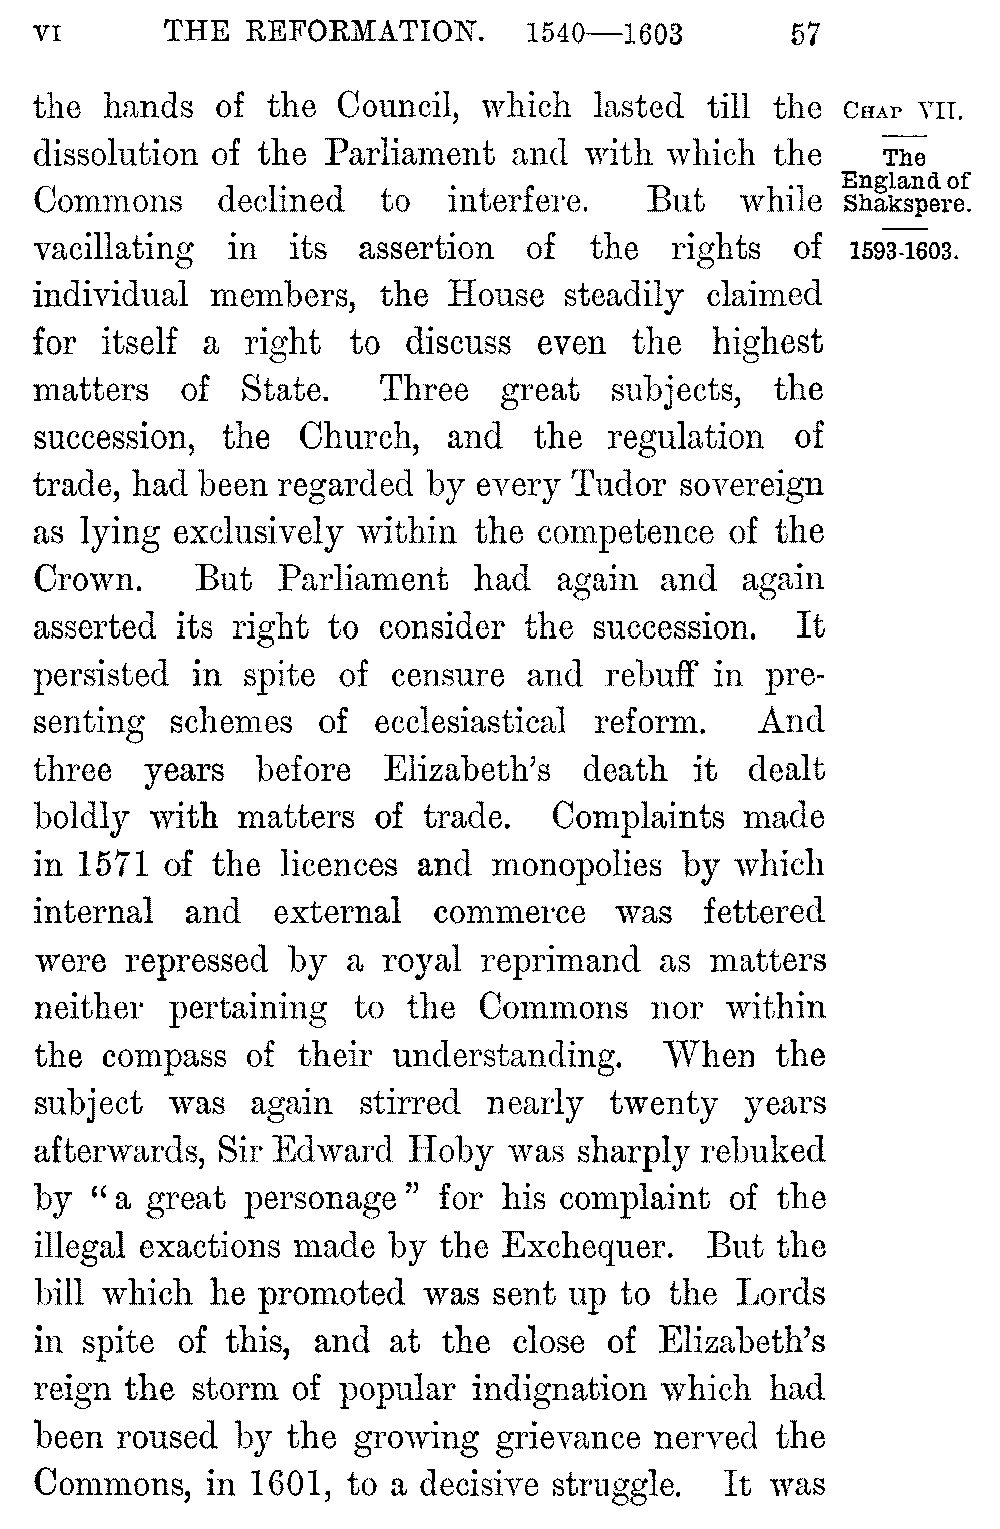 VI THE REFORMATION. 1540—1603 57
the hands of the Council, which lasted till the
dissolution of the Parliament and with which the
Commons declined to interfere. But while
vacillating in its assertion of the rights of
individual members, the House steadily claimed
for itself a right to discuss even the highest
matters of State. Three great subjects, the
succession, the Church, and the regulation of
trade, had been regarded by every Tudor sovereign
as lying exclusively within the competence of the
Crown. But Parliament had again and again
asserted its right to consider the succession. It
persisted in spite of censure and rebuff in pre-
senting schemes of ecclesiastical reform. And
three years before Elizabeth's death it dealt
boldly with matters of trade. Complaints made
in 1571 of the licences and monopolies by which
internal and external commerce was fettered
were repressed by a royal reprimand as matters
neither pertaining to the Commons nor within
the compass of their understanding. When the
subject was again stirred nearly twenty years
afterwards, Sir Edward Hoby was sharply rebuked
by “a great personage” for his complaint of the
illegal exactions made by the Exchequer. But the
bill which he promoted was sent up to the Lords
in spite of this, and at the close of Elizabeth's
reign the storm of popular indignation which had
been roused by the growing grievance nerved the
Commons, in 1601, to a decisive struggle. It was
CHAP VII.
The
England of
Shakspere.
1593-1603.